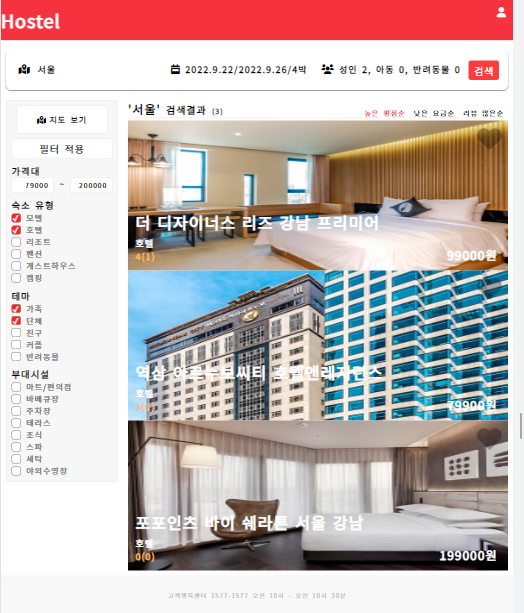 Hostel
서울
2022.9.22/2022.9.26/4박
성인 2, 아동 0, 반려동물 0
검색
지도 보기
필터 적용
가격대
79000 ~ 200000
숙소 유형
모텔
호텔
리조트
펜션
게스트하우스
캠핑
테마
가족
단체
친구
커플
반려동물
부대시설
마트/편의점
바베큐장
주차장
테라스
조식
스파
세탁
야외수영장
'서울' 검색결과 (3)
높은 평점순 낮은 요금순 리뷰 많은순
더 디자이너스 리즈 강남 프리미어
호텔
4(1)
99000원
역삼 아르누보씨티 호텔앤레지던스
호텔
79900원
포포인츠 바이 쉐라톤 서울 강남
호텔
0(0)
199000원
고객행복센터 1577-1577 오전 10시 - 오전 10시 30분